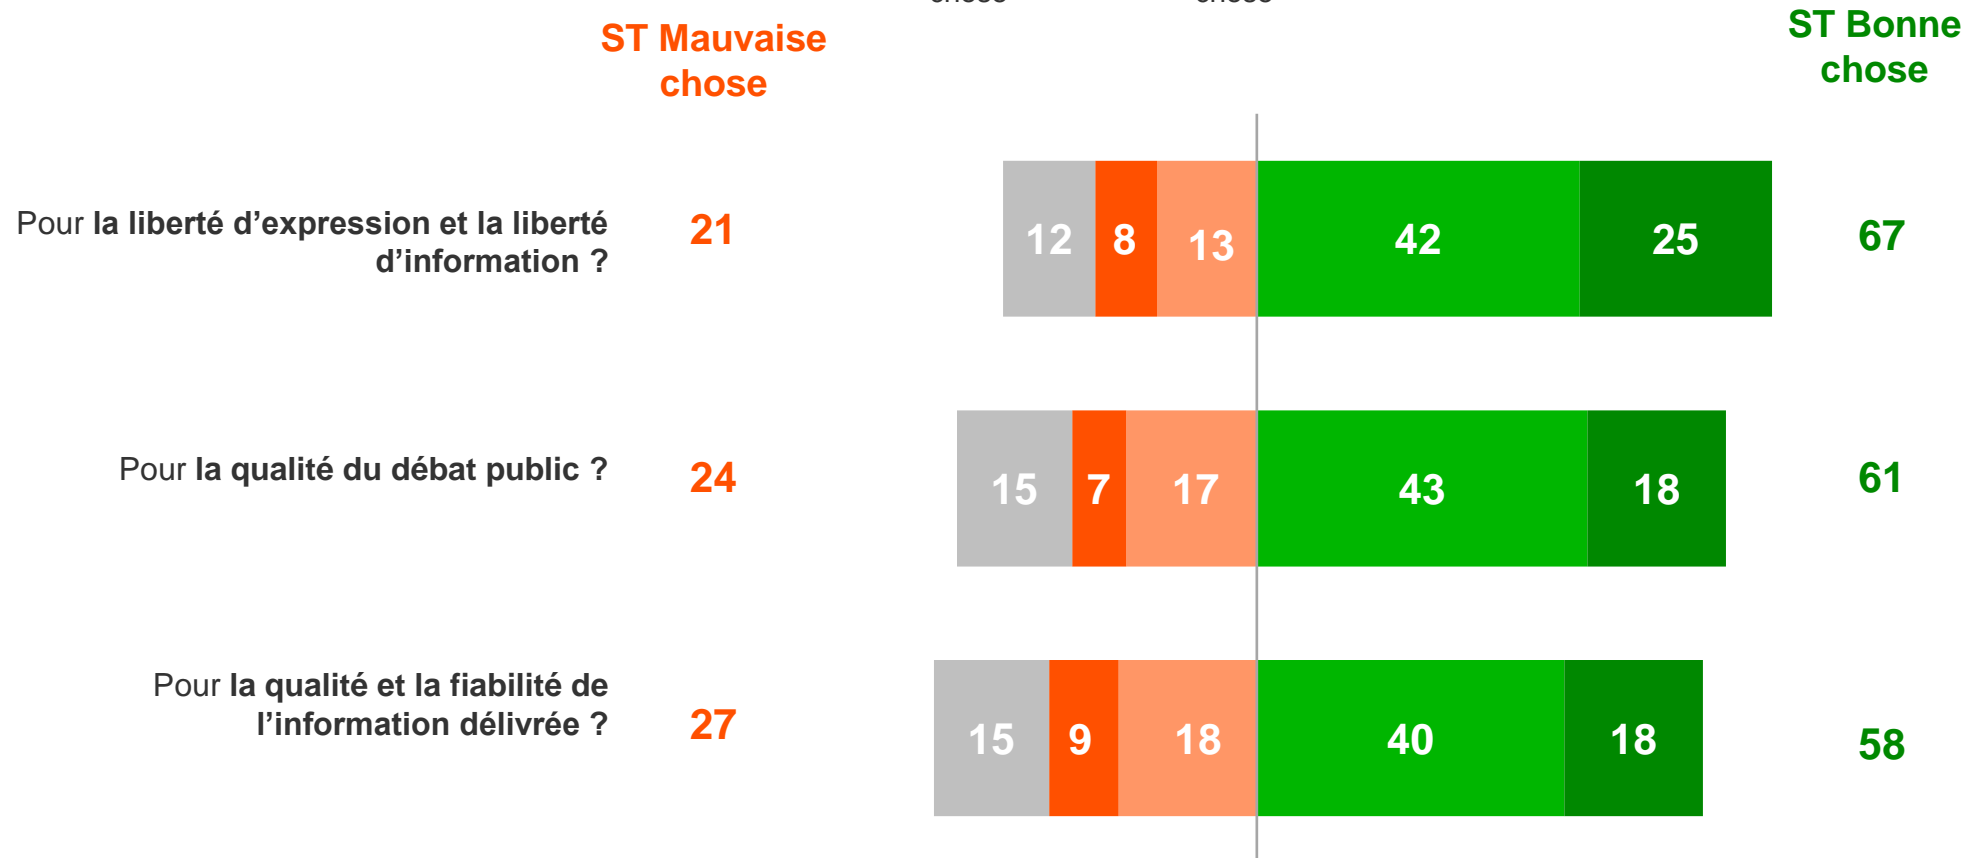 chose chose
ST Mauvaise
chose
ST Bonne
chose
Pour la liberté d’expression et la liberté
d’information ?
21 12 8 13 42 25 67
Pour la qualité du débat public ?
24 15 7 17 43 18 61
Pour la qualité et la fiabilité de
l’information délivrée ?
27 15 9 18 40 18 58